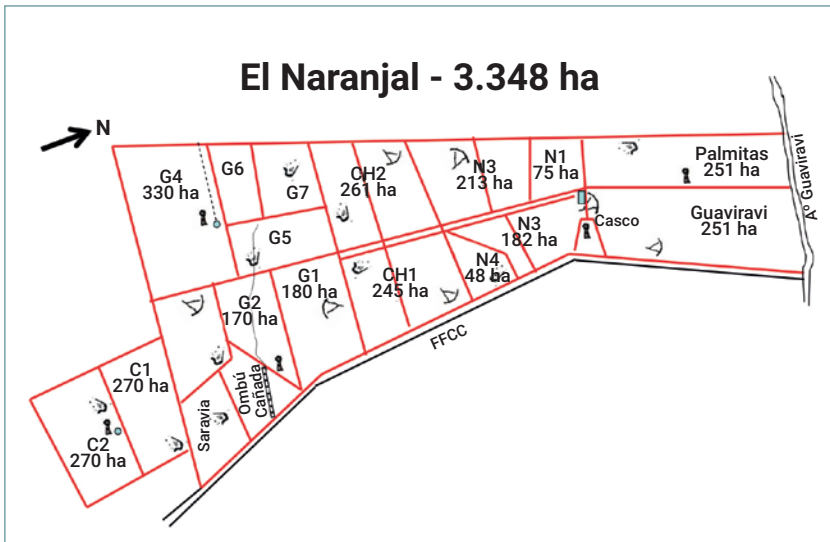 El Naranjal - 3.348 ha
N
G4
330 ha
G6
G7
CH2
261 ha
N3
213 ha
N1
75 ha
Palmitas
251 ha
Guaviravi
251 ha
Aº Guaviravi
Casco
G5
N3
182 ha
N4
48 ha
CH1
245 ha
G1
180 ha
G2
170 ha
FFCC
C1
270 ha
C2
270 ha
Saravia
Ombú
Cañada